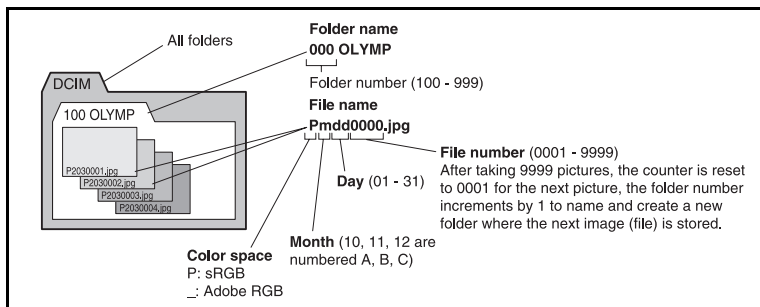 All folders
DCIM
100 OLYMP
P2030001.jpg
P2030002.jpg
P2030003.jpg
P2030004.jpg
Folder name
000 OLYMP
Folder number (100 - 999)
File name
Pmdd0000.jpg
Day (01 - 31)
Month (10, 11, 12 are
numbered A, B, C)
Color space
P: sRGB
_: Adobe RGB
File number (0001 - 9999)
After taking 9999 pictures, the counter is reset
to 0001 for the next picture, the folder number
increments by 1 to name and create a new
folder where the next image (file) is stored.